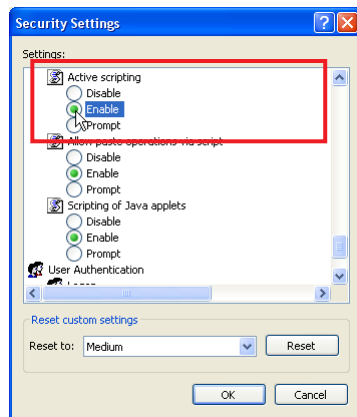 Security Settings
Settings:
Active scripting
Disable
Enable
Prompt
Allow paste operations via script
Disable
Enable
Prompt
Scripting of Java applets
Disable
Enable
Prompt
User Authentication
Logon
Reset custom settings
Reset to: Medium Reset
OK Cancel